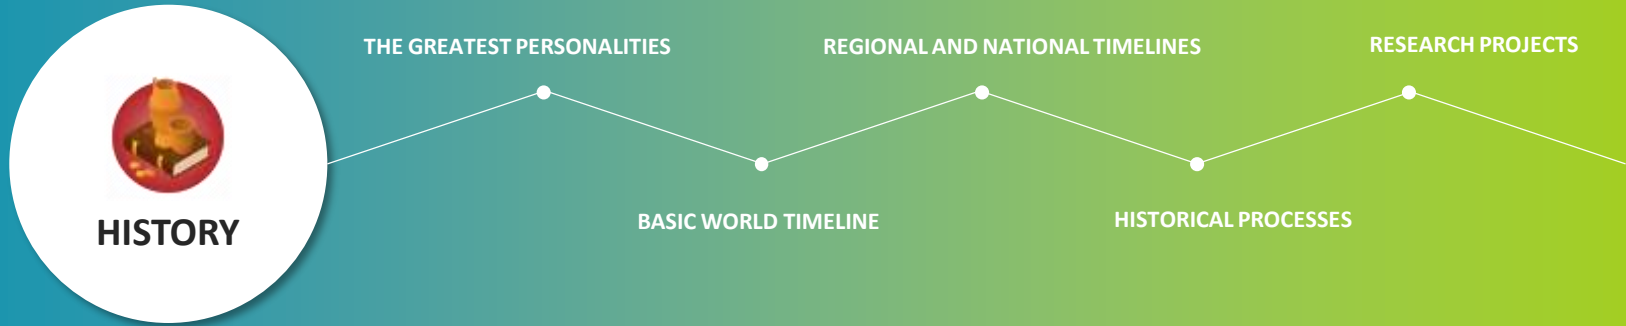 THE GREATEST PERSONALITIES
REGIONAL AND NATIONAL TIMELINES
RESEARCH PROJECTS
BASIC WORLD TIMELINE
HISTORICAL PROCESSES
HISTORY